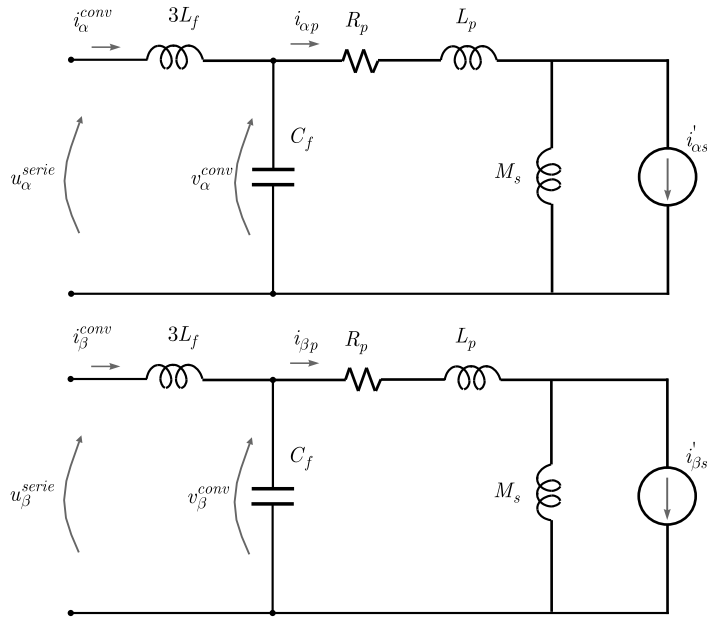 i_α^conv 3L_f i_αp R_p L_p
C_f i'_αs
u_α^serie v_α^conv M_s
i_β^conv 3L_f i_βp R_p L_p
C_f i'_βs
u_β^serie v_β^conv M_s